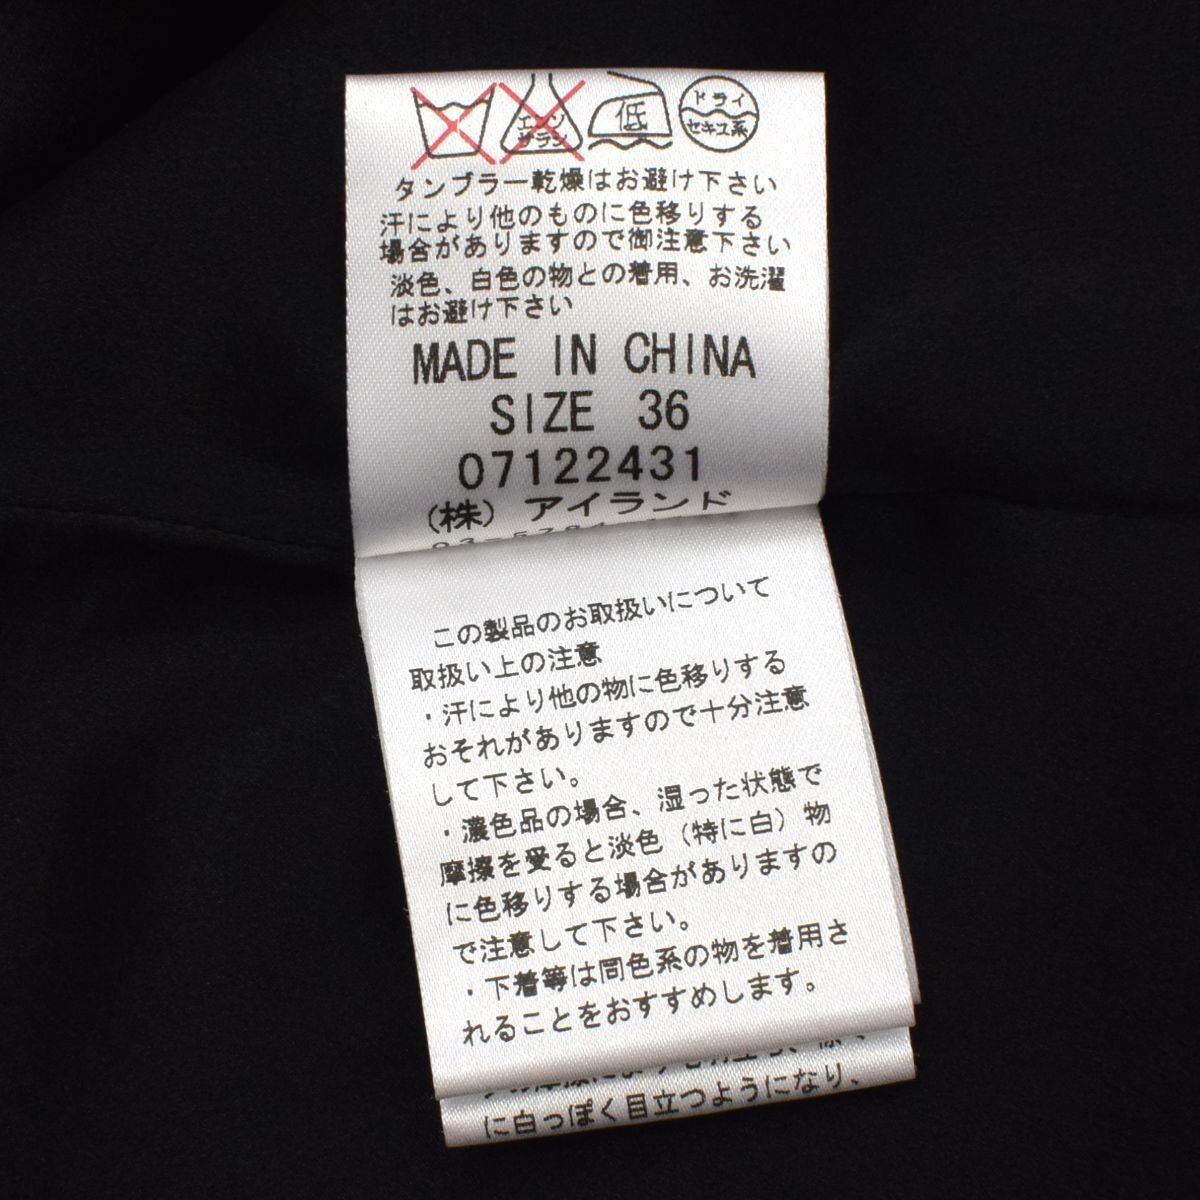 エンソ
サラシ
低
ドライ
セキユ系
タンブラー乾燥はお避け下さい
汗により他のものに色移りする
場合がありますので御注意下さい
淡色、白色の物との着用、お洗濯
はお避け下さい
MADE IN CHINA
SIZE 36
07122431
(株)アイランド
この製品のお取扱いについて
取扱い上の注意
・汗により他の物に色移りする
おそれがありますので十分注意
して下さい。
・濃色品の場合、湿った状態で
摩擦を受ると淡色(特に白)物
に色移りする場合がありますの
で注意して下さい。
・下着等は同色系の物を着用さ
れることをおすすめします。
に白っぽく目立つようになり、